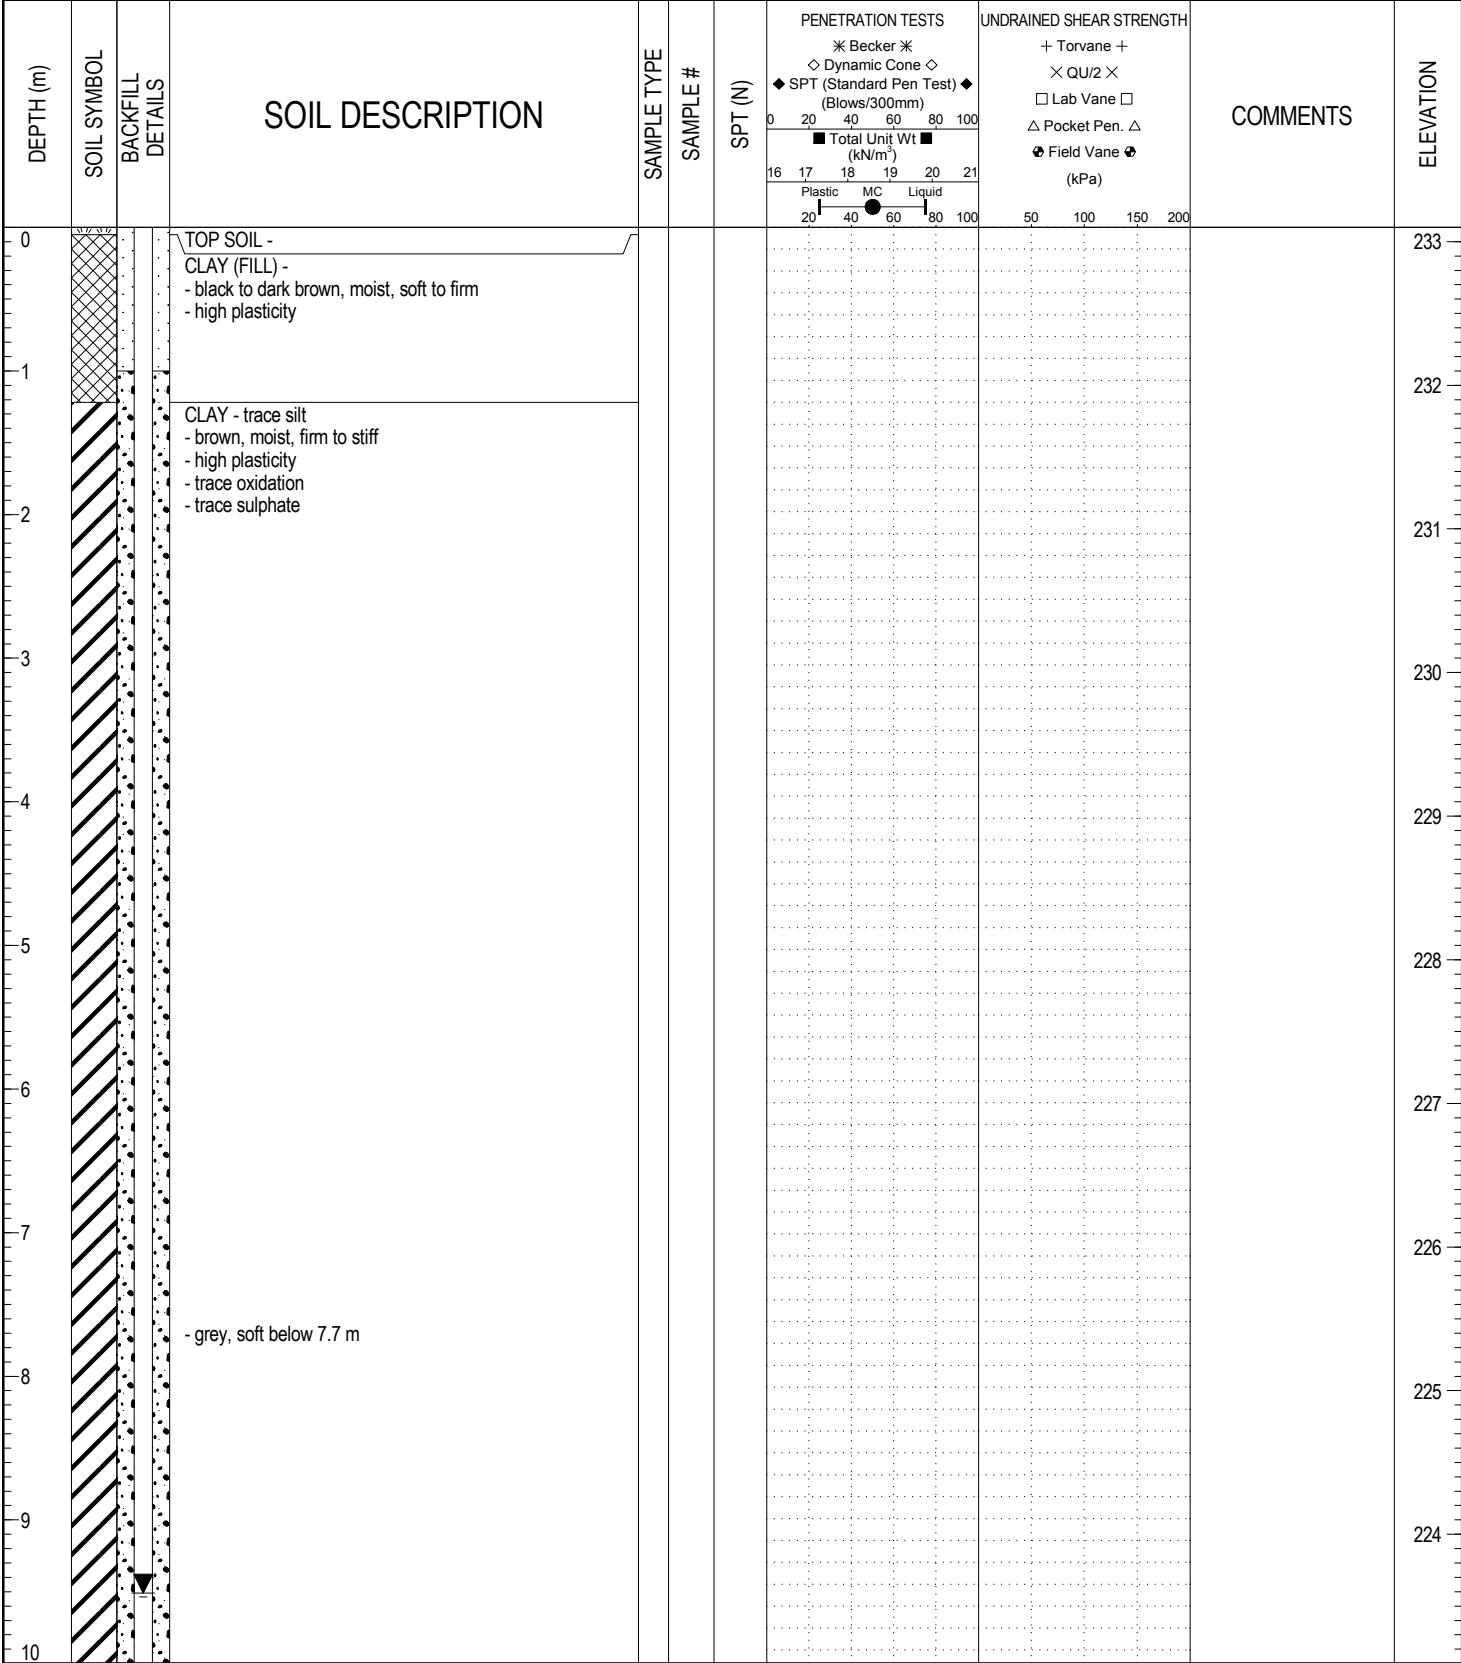 DEPTH (m)
SOIL SYMBOL
BACKFILL
DETAILS
SOIL DESCRIPTION
SAMPLE TYPE
SAMPLE #
SPT (N)
PENETRATION TESTS
✳ Becker ✳
◇ Dynamic Cone ◇
◆ SPT (Standard Pen Test) ◆
(Blows/300mm)
0 20 40 60 80 100
■ Total Unit Wt ■
(kN/m³)
16 17 18 19 20 21
Plastic MC Liquid
20 40 60 80 100
UNDRAINED SHEAR STRENGTH
+ Torvane +
× QU/2 ×
□ Lab Vane □
△ Pocket Pen. △
Field Vane
(kPa)
50 100 150 200
COMMENTS
ELEVATION
0
TOP SOIL -
233
CLAY (FILL) -
- black to dark brown, moist, soft to firm
- high plasticity
1
232
CLAY - trace silt
- brown, moist, firm to stiff
- high plasticity
- trace oxidation
- trace sulphate
2
231
3
230
4
229
5
228
6
227
7
226
- grey, soft below 7.7 m
8
225
9
224
10